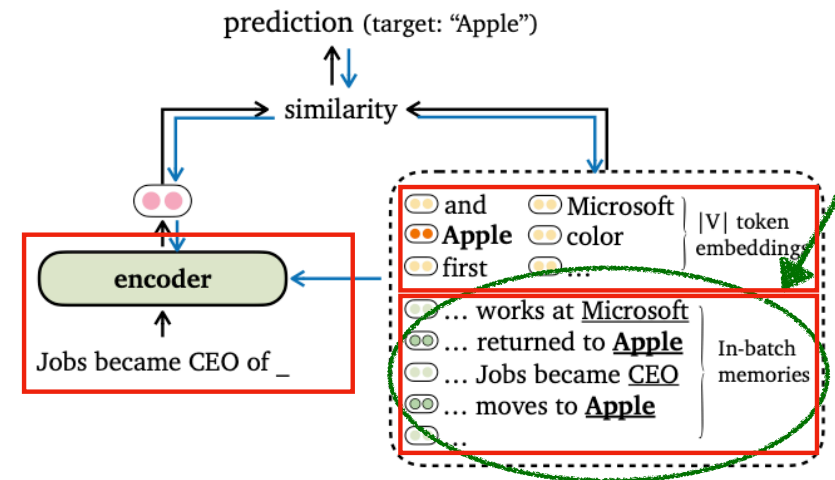 prediction (target: “Apple”)
similarity
encoder
Jobs became CEO of _
and
Microsoft
Apple
color
first
...
|V| token
embeddings
... works at Microsoft
... returned to Apple
... Jobs became CEO
... moves to Apple
...
In-batch
memories